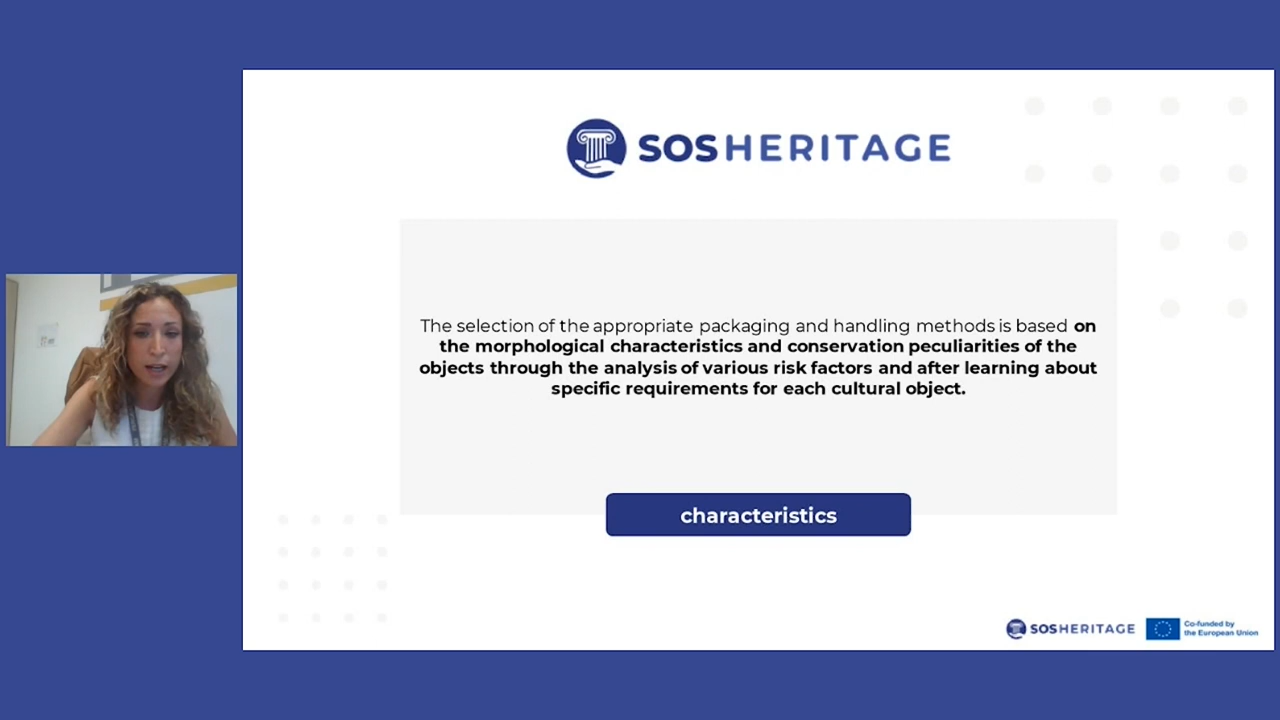 SOSHERITAGE
The selection of the appropriate packaging and handling methods is based on
the morphological characteristics and conservation peculiarities of the
objects through the analysis of various risk factors and after learning about
specific requirements for each cultural object.
characteristics
SOSHERITAGE
Co-funded by
the European Union